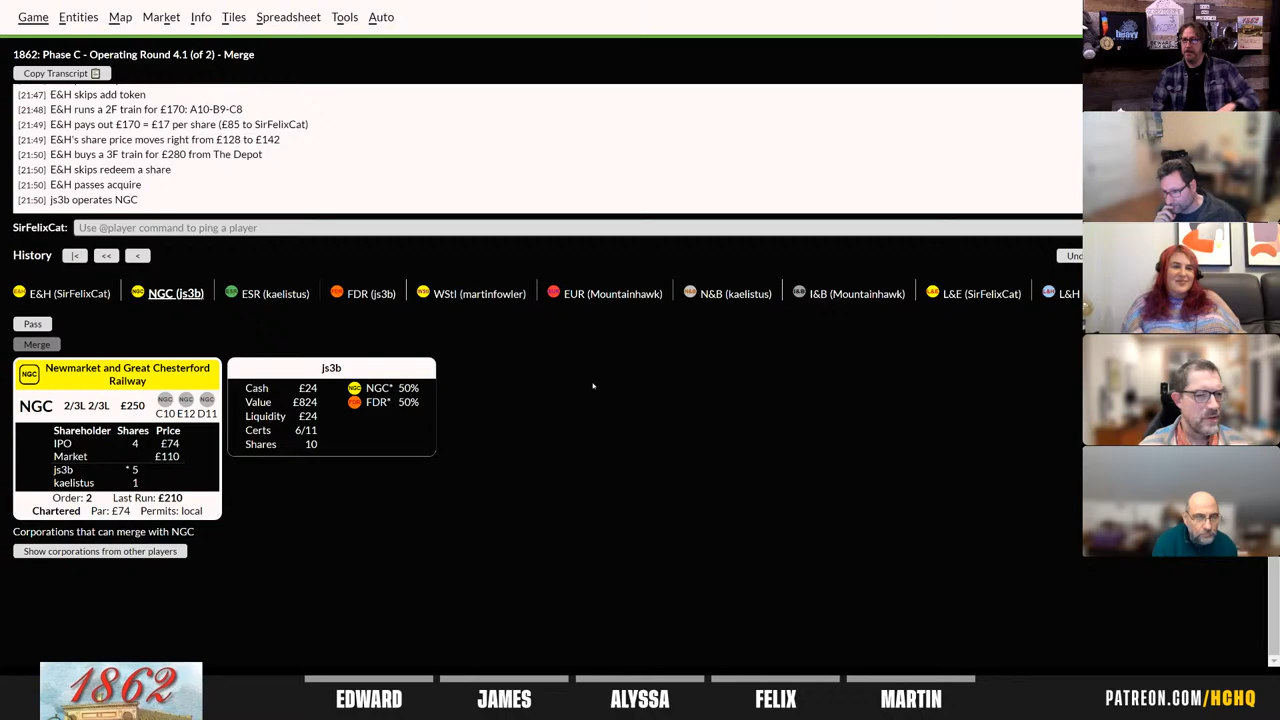 Game Entities Map Market Info Tiles Spreadsheet Tools Auto
1862: Phase C - Operating Round 4.1 (of 2) - Merge
Copy Transcript
[21:47] E&H skips add token
[21:48] E&H runs a 2F train for £170: A10-B9-C8
[21:49] E&H pays out £170 = £17 per share (£85 to SirFelixCat)
[21:49] E&H's share price moves right from £128 to £142
[21:50] E&H buys a 3F train for £280 from The Depot
[21:50] E&H skips redeem a share
[21:50] E&H passes acquire
[21:50] js3b operates NGC
SirFelixCat: Use @player command to ping a player
History |< << < Und
E&H (SirFelixCat) NGC (js3b) ESR (kaelistus) FDR (js3b) WStI (martinfowler) EUR (Mountainhawk) N&B (kaelistus) I&B (Mountainhawk) L&E (SirFelixCat) L&H
Pass
Merge
NGC Newmarket and Great Chesterford
Railway
NGC 2/3L 2/3L £250 NGC NGC NGC
C10 E12 D11
Shareholder Shares Price
IPO 4 £74
Market £110
js3b * 5
kaelistus 1
Order: 2 Last Run: £210
Chartered Par: £74 Permits: local
js3b
Cash £24 NGC* 50%
Value £824 FDR* 50%
Liquidity £24
Certs 6/11
Shares 10
Corporations that can merge with NGC
Show corporations from other players
1862
EDWARD JAMES ALYSSA FELIX MARTIN
PATREON.COM/HCHQ